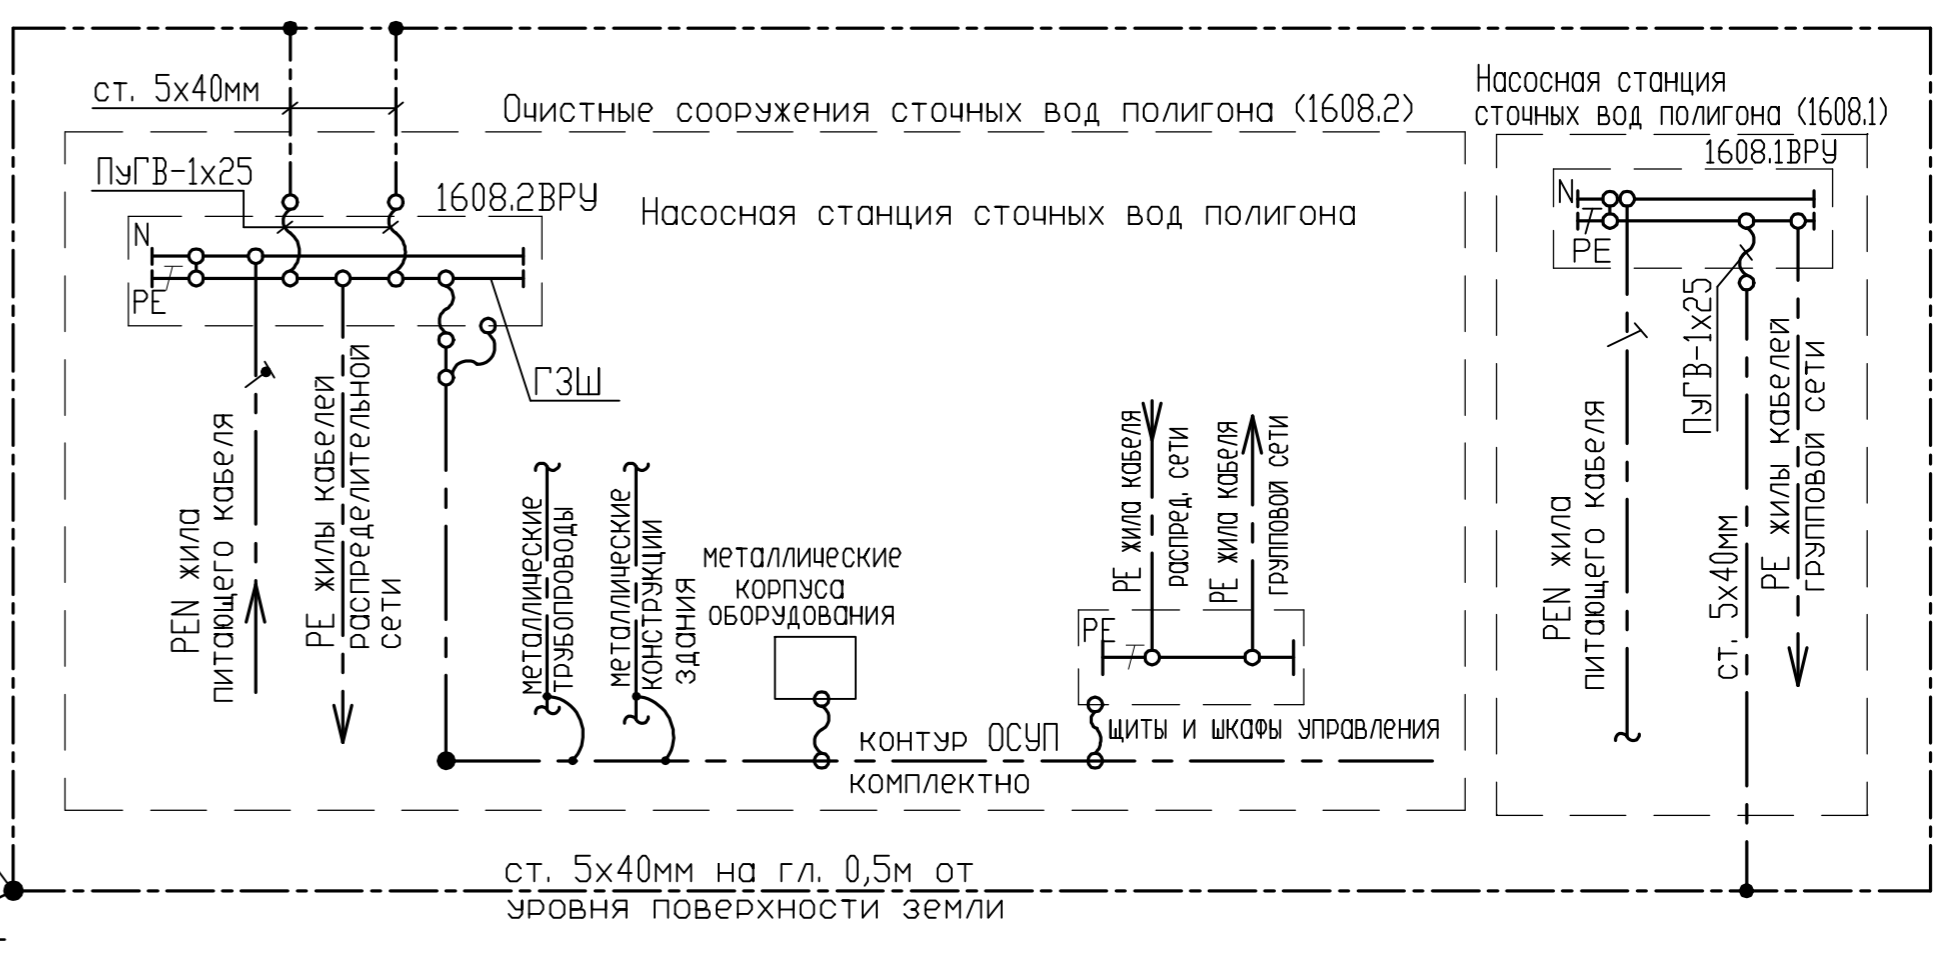 ст. 5х40мм
Очистные сооружения сточных вод полигона (1608.2)
Насосная станция
сточных вод полигона (1608.1)
ПуГВ-1х25
1608.2ВРУ
Насосная станция сточных вод полигона
1608.1ВРУ
N
PE
N
PE
ГЗШ
ПуГВ-1х25
PEN жила
питающего кабеля
PE жилы кабелей
распределительной
сети
металлические
трубопроводы
металлические
конструкции
здания
металлические
корпуса
оборудования
PE жила кабеля
распред. сети
PE жила кабеля
групповой сети
PE
щиты и шкафы управления
контур ОСУП
комплектно
PEN жила
питающего кабеля
ст. 5х40мм
PE жилы кабелей
групповой сети
ст. 5х40мм на гл. 0,5м от
уровня поверхности земли